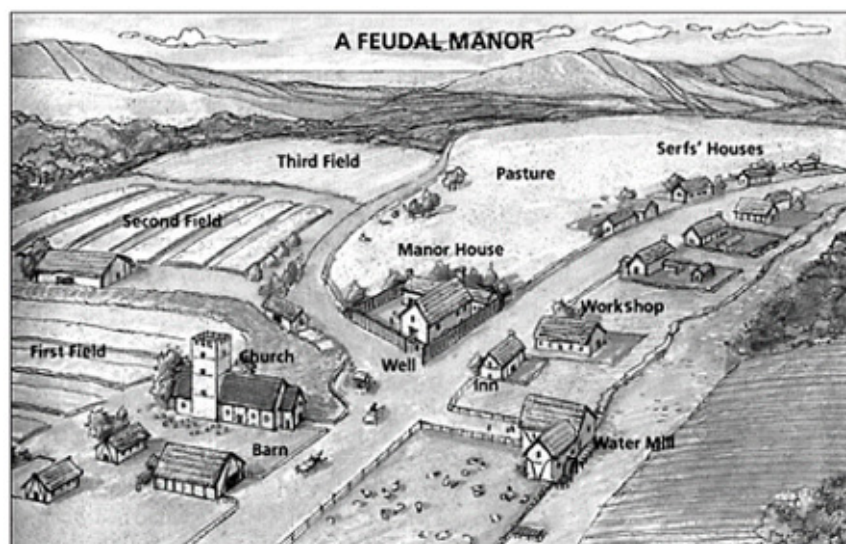 A FEUDAL MANOR
Serfs' Houses
Third Field
Pasture
Second Field
Manor House
Workshop
First Field
Church
Well
Inn
Barn
Water Mill